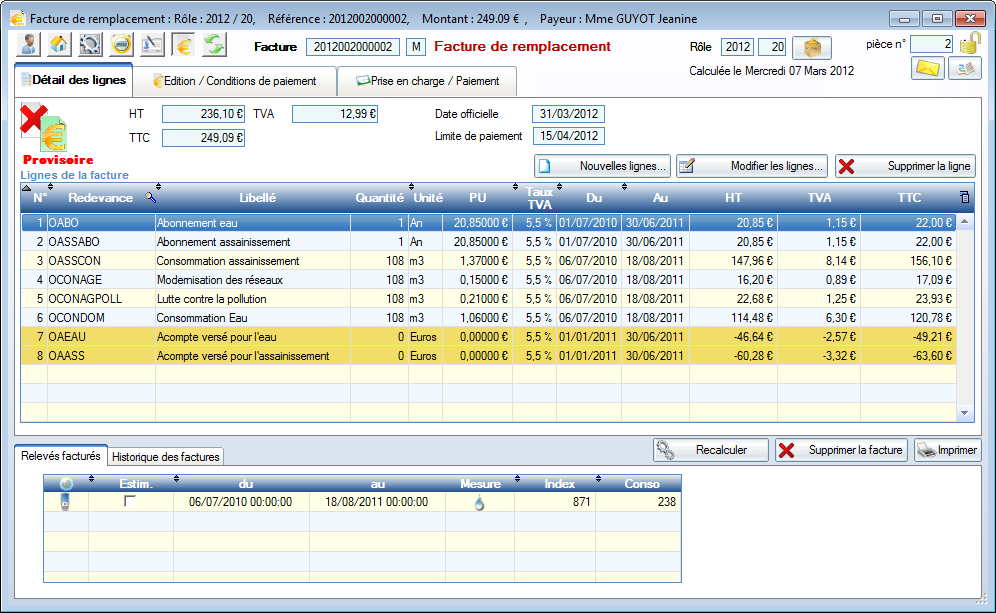 Facture de remplacement : Rôle : 2012 / 20,   Référence : 2012002000002,   Montant : 249.09 € ,   Payeur : Mme GUYOT Jeanine
Facture 2012002000002 M Facture de remplacement Rôle 2012 20 pièce n° 2
Calculée le Mercredi 07 Mars 2012
Détail des lignes Edition / Conditions de paiement Prise en charge / Paiement
HT 236,10 € TVA 12,99 € Date officielle 31/03/2012
TTC 249,09 € Limite de paiement 15/04/2012
Provisoire
Lignes de la facture Nouvelles lignes... Modifier les lignes... Supprimer la ligne
N° Redevance Libellé Quantité Unité PU Taux TVA Du Au HT TVA TTC
1 OABO Abonnement eau 1 An 20,85000 € 5,5 % 01/07/2010 30/06/2011 20,85 € 1,15 € 22,00 €
2 OASSABO Abonnement assainissement 1 An 20,85000 € 5,5 % 01/07/2010 30/06/2011 20,85 € 1,15 € 22,00 €
3 OASSCON Consommation assainissement 108 m3 1,37000 € 5,5 % 06/07/2010 18/08/2011 147,96 € 8,14 € 156,10 €
4 OCONAGE Modernisation des réseaux 108 m3 0,15000 € 5,5 % 06/07/2010 18/08/2011 16,20 € 0,89 € 17,09 €
5 OCONAGPOLL Lutte contre la pollution 108 m3 0,21000 € 5,5 % 06/07/2010 18/08/2011 22,68 € 1,25 € 23,93 €
6 OCONDOM Consommation Eau 108 m3 1,06000 € 5,5 % 06/07/2010 18/08/2011 114,48 € 6,30 € 120,78 €
7 OAEAU Acompte versé pour l'eau 0 Euros 0,00000 € 5,5 % 01/01/2011 30/06/2011 -46,64 € -2,57 € -49,21 €
8 OAASS Acompte versé pour l'assainissement 0 Euros 0,00000 € 5,5 % 01/01/2011 30/06/2011 -60,28 € -3,32 € -63,60 €
Relevés facturés Historique des factures Recalculer Supprimer la facture Imprimer
Estim. du au Mesure Index Conso
06/07/2010 00:00:00 18/08/2011 00:00:00 871 238